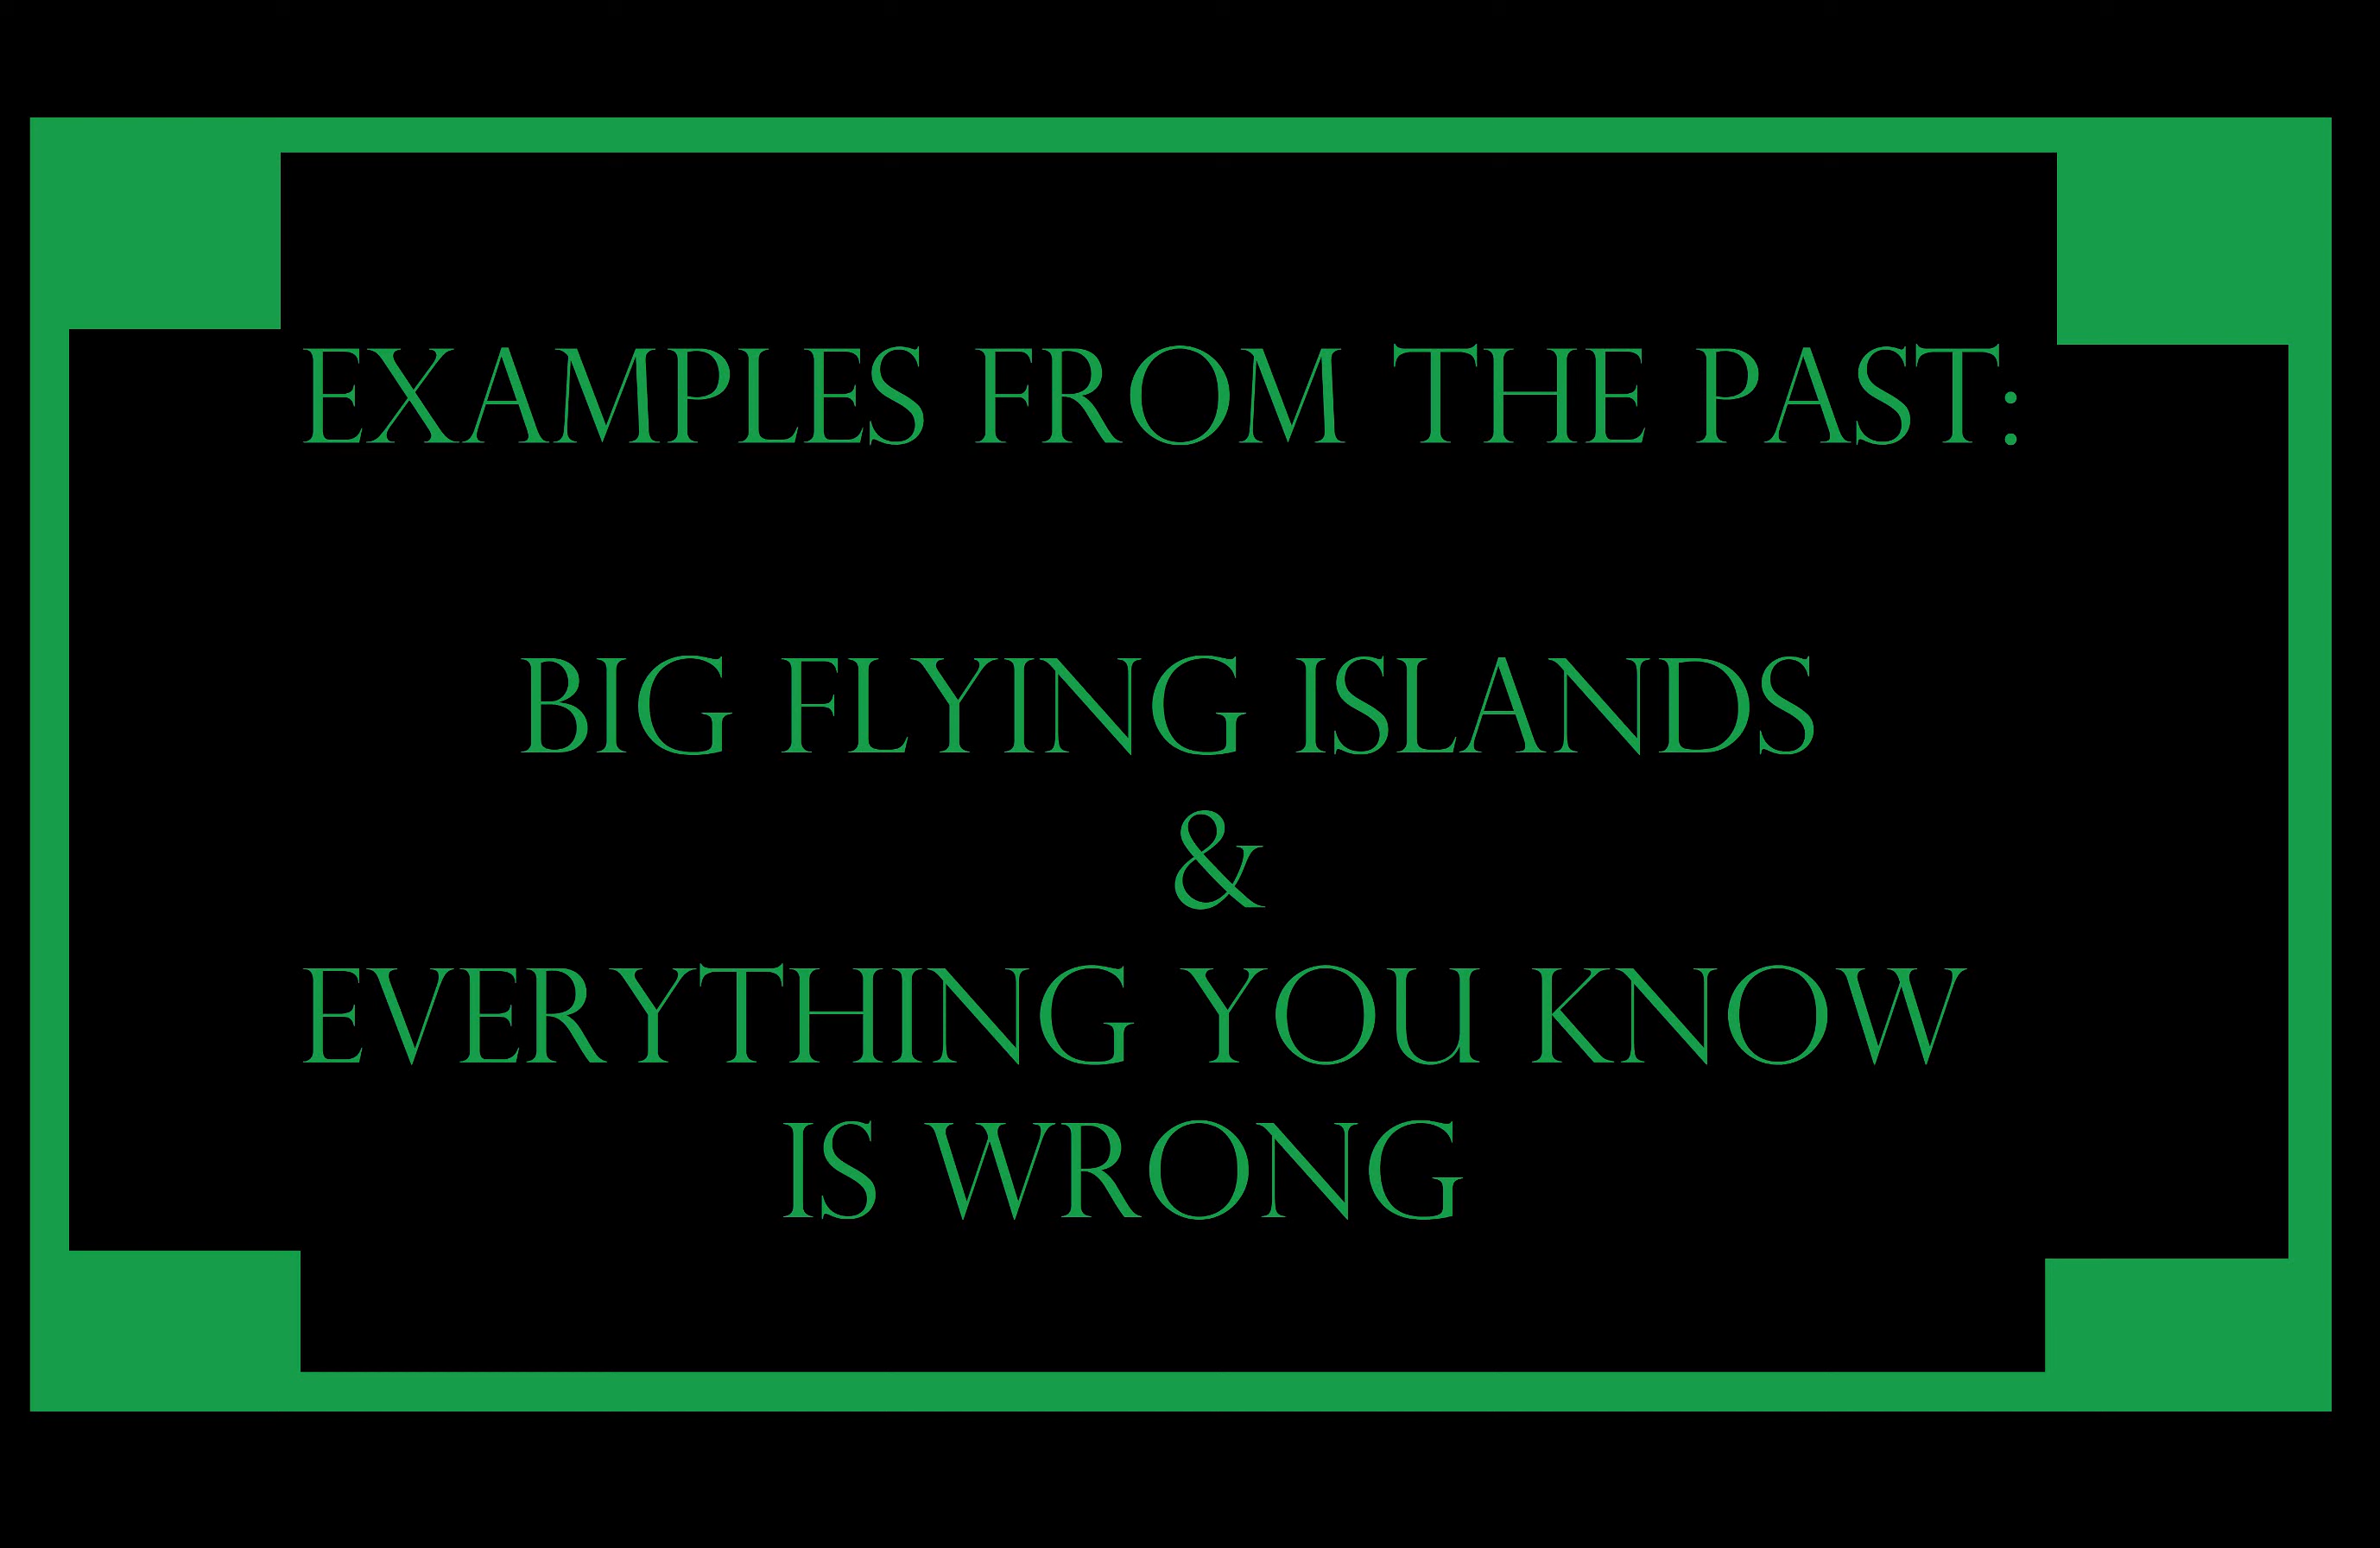 EXAMPLES FROM THE PAST:
BIG FLYING ISLANDS
&
EVERYTHING YOU KNOW
IS WRONG